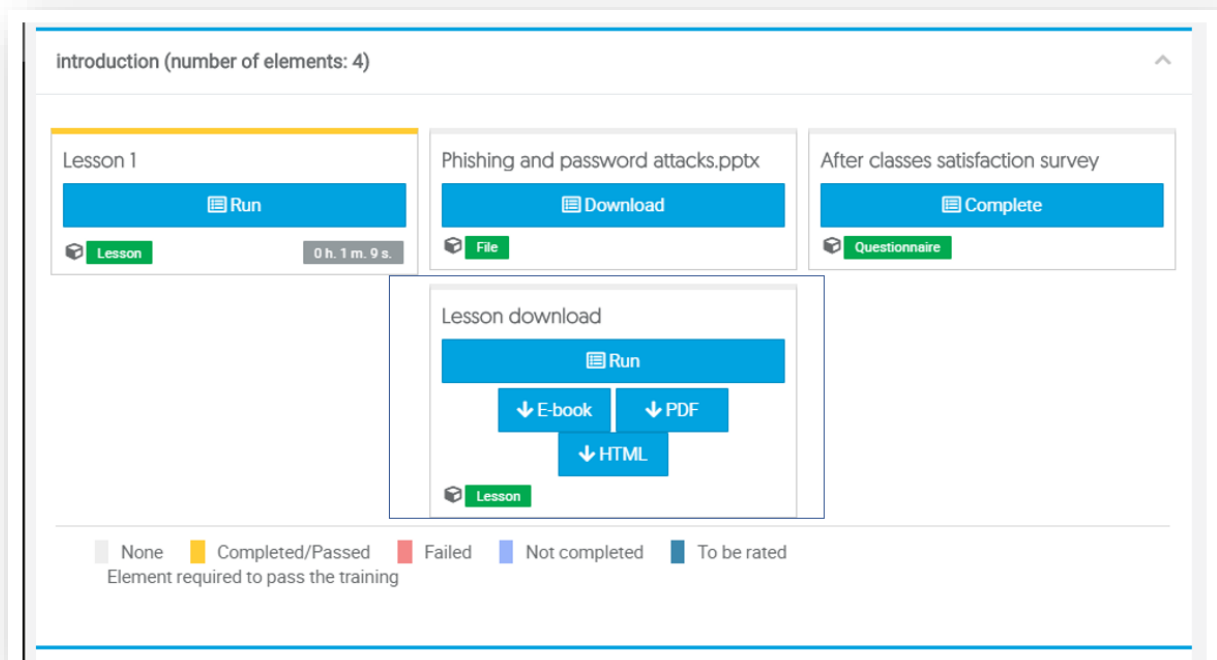 introduction (number of elements: 4)
Lesson 1
Run
Lesson
0 h. 1 m. 9 s.
Phishing and password attacks.pptx
Download
File
After classes satisfaction survey
Complete
Questionnaire
Lesson download
Run
E-book
PDF
HTML
Lesson
None Completed/Passed Failed Not completed To be rated
Element required to pass the training